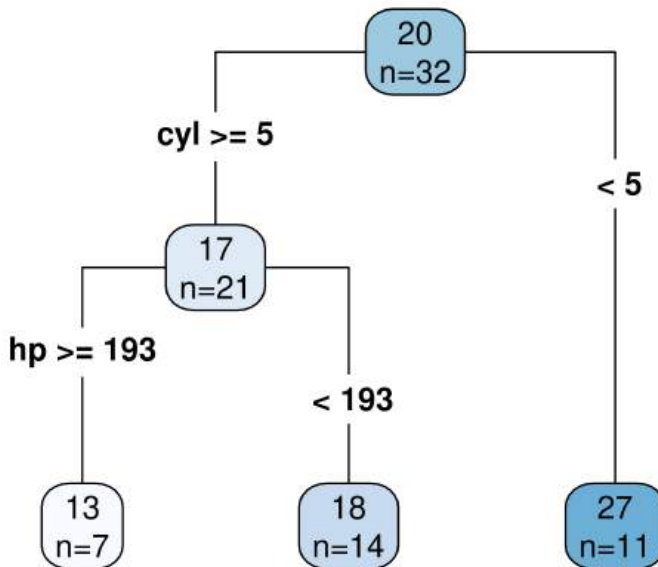 20
n=32
cyl >= 5
< 5
17
n=21
hp >= 193
< 193
13
n=7
18
n=14
27
n=11